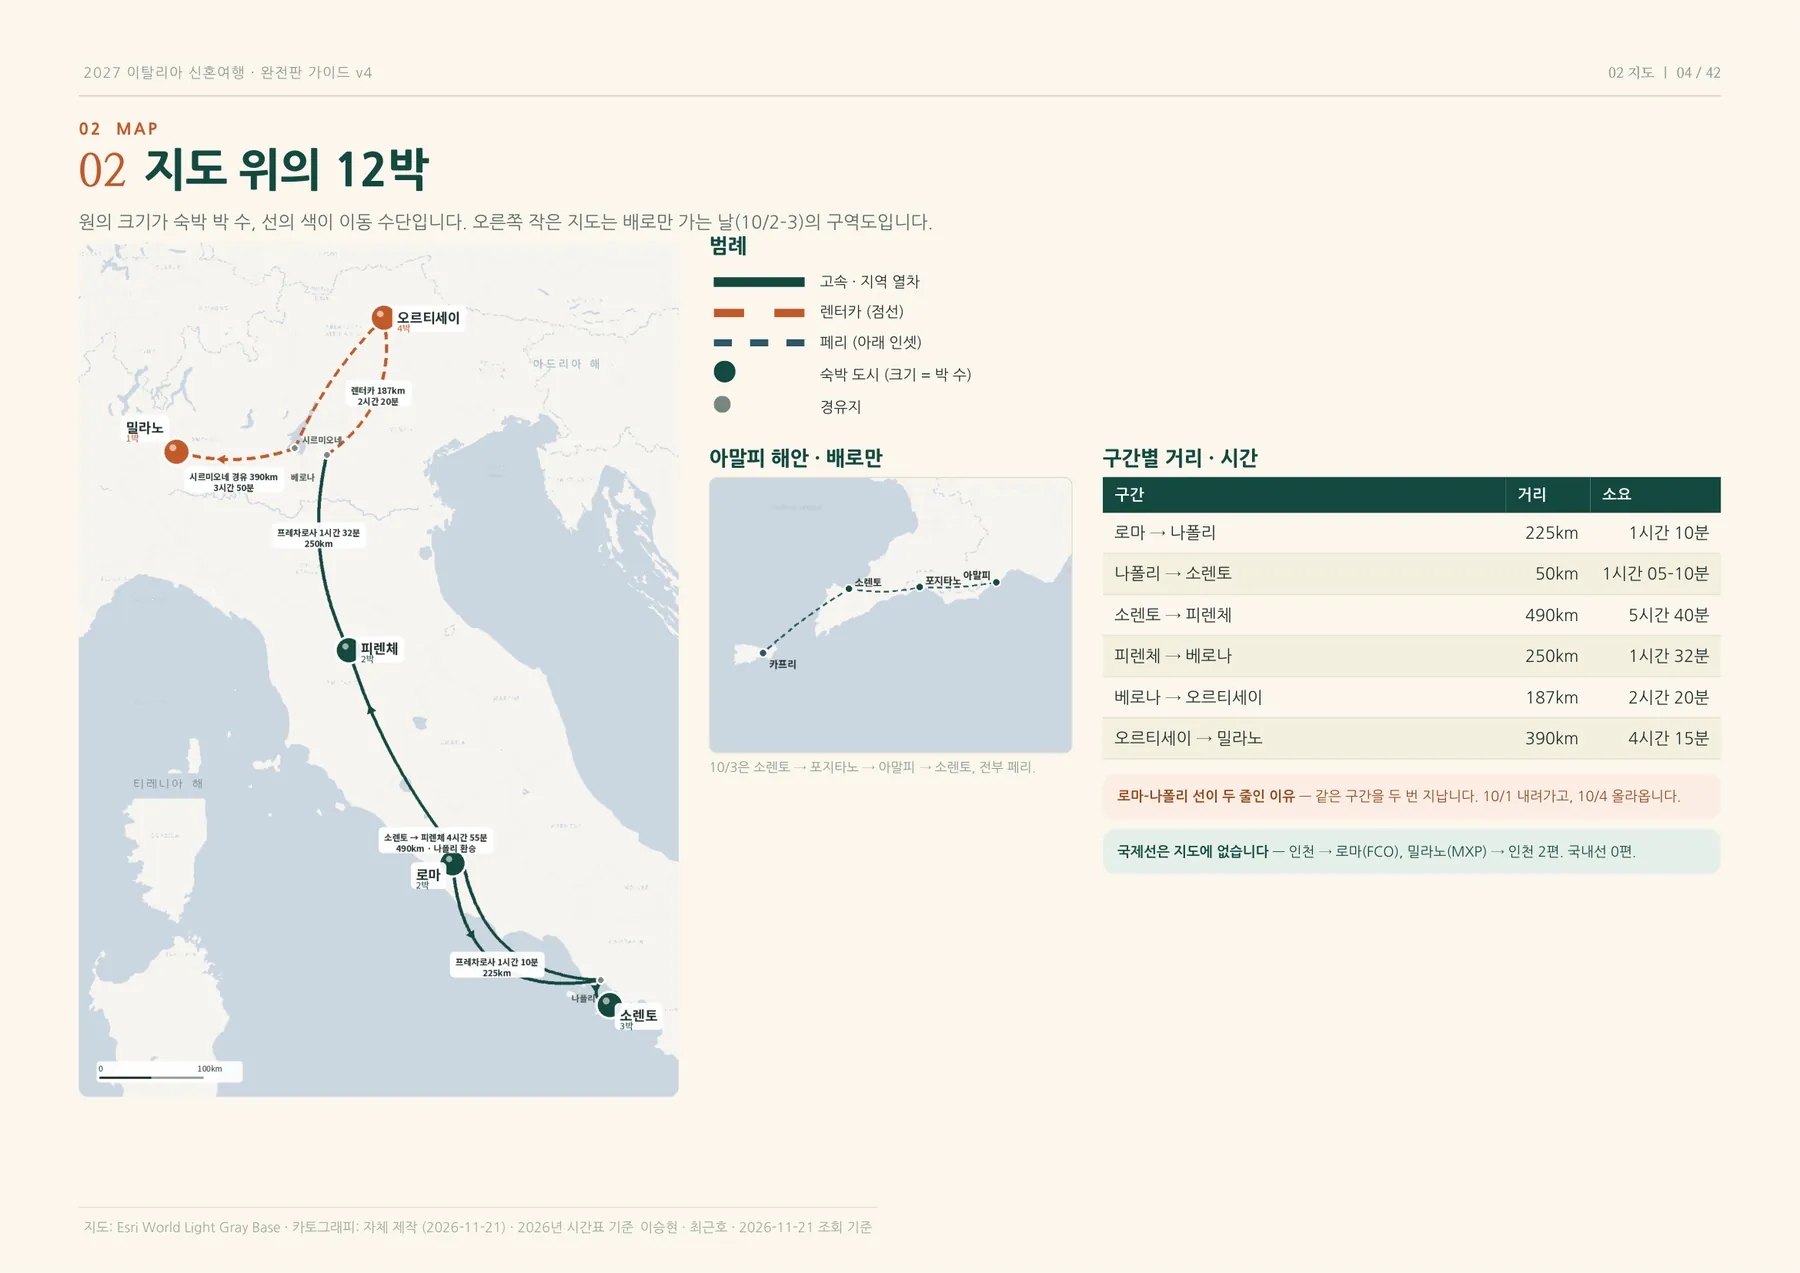 2027 이탈리아 신혼여행 · 완전판 가이드 v4
02 지도 | 04 / 42
02 MAP
02 지도 위의 12박
원의 크기가 숙박 박 수, 선의 색이 이동 수단입니다. 오른쪽 작은 지도는 배로만 가는 날(10/2-3)의 구역도입니다.
오르티세이
4박
아드리아 해
렌터카 187km
2시간 20분
밀라노
1박
시르미오네
시르미오네 경유 390km
3시간 50분
베로나
프레차로사 1시간 32분
250km
피렌체
2박
티레니아 해
소렌토 → 피렌체 4시간 55분
490km · 나폴리 환승
로마
2박
프레차로사 1시간 10분
225km
나폴리
소렌토
3박
0 100km
범례
고속 · 지역 열차
렌터카 (점선)
페리 (아래 인셋)
숙박 도시 (크기 = 박 수)
경유지
아말피 해안 · 배로만
소렌토
포지타노
아말피
카프리
10/3은 소렌토 → 포지타노 → 아말피 → 소렌토, 전부 페리.
구간별 거리 · 시간
구간 거리 소요
로마 → 나폴리 225km 1시간 10분
나폴리 → 소렌토 50km 1시간 05-10분
소렌토 → 피렌체 490km 5시간 40분
피렌체 → 베로나 250km 1시간 32분
베로나 → 오르티세이 187km 2시간 20분
오르티세이 → 밀라노 390km 4시간 15분
로마-나폴리 선이 두 줄인 이유 — 같은 구간을 두 번 지납니다. 10/1 내려가고, 10/4 올라옵니다.
국제선은 지도에 없습니다 — 인천 → 로마(FCO), 밀라노(MXP) → 인천 2편. 국내선 0편.
지도: Esri World Light Gray Base · 카토그래피: 자체 제작 (2026-11-21) · 2026년 시간표 기준 이승현 · 최근호 · 2026-11-21 조회 기준